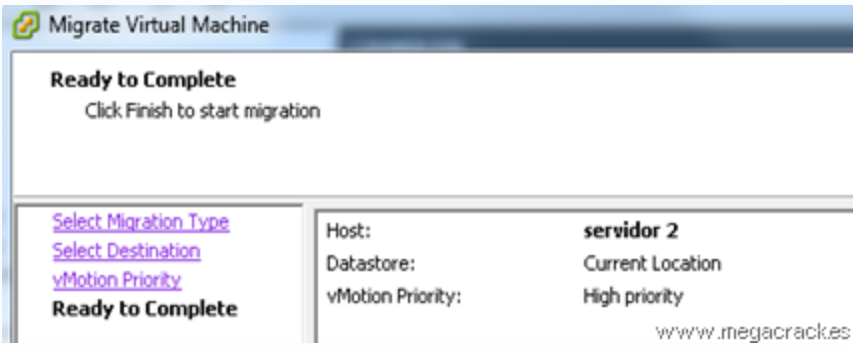 Migrate Virtual Machine
Ready to Complete
Click Finish to start migration
Select Migration Type
Select Destination
vMotion Priority
Ready to Complete
Host: servidor 2
Datastore: Current Location
vMotion Priority: High priority
www.megacrack.es